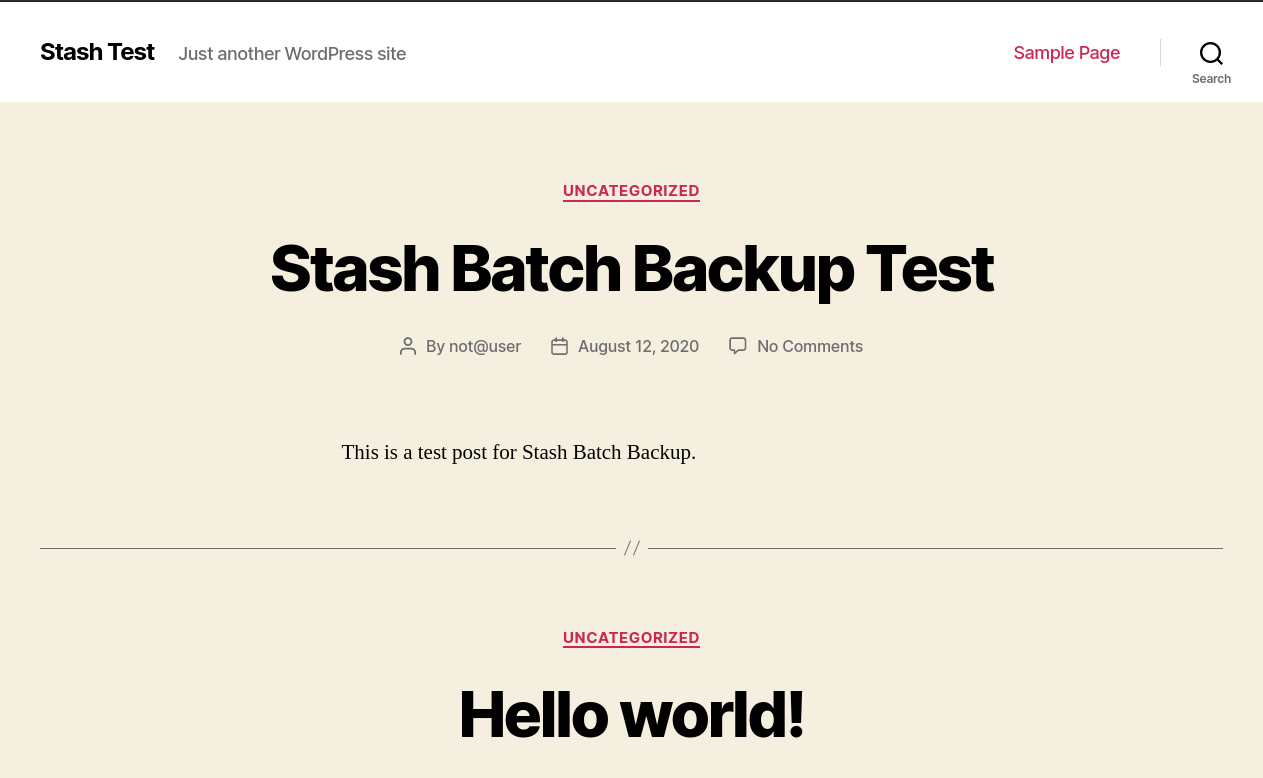 Stash Test Just another WordPress site Sample Page
Search
UNCATEGORIZED
Stash Batch Backup Test
By not@user August 12, 2020 No Comments
This is a test post for Stash Batch Backup.
//
UNCATEGORIZED
Hello world!